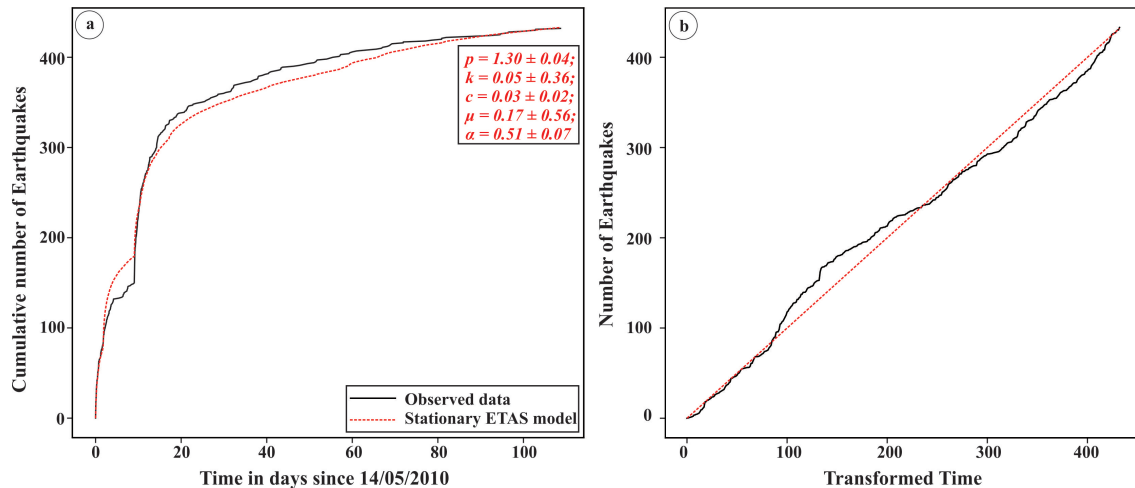 a
Cumulative number of Earthquakes
400
300
200
100
0
p = 1.30 ± 0.04;
k = 0.05 ± 0.36;
c = 0.03 ± 0.02;
μ = 0.17 ± 0.56;
α = 0.51 ± 0.07
Observed data
Stationary ETAS model
0 20 40 60 80 100
Time in days since 14/05/2010
b
Number of Earthquakes
400
300
200
100
0
0 100 200 300 400
Transformed Time